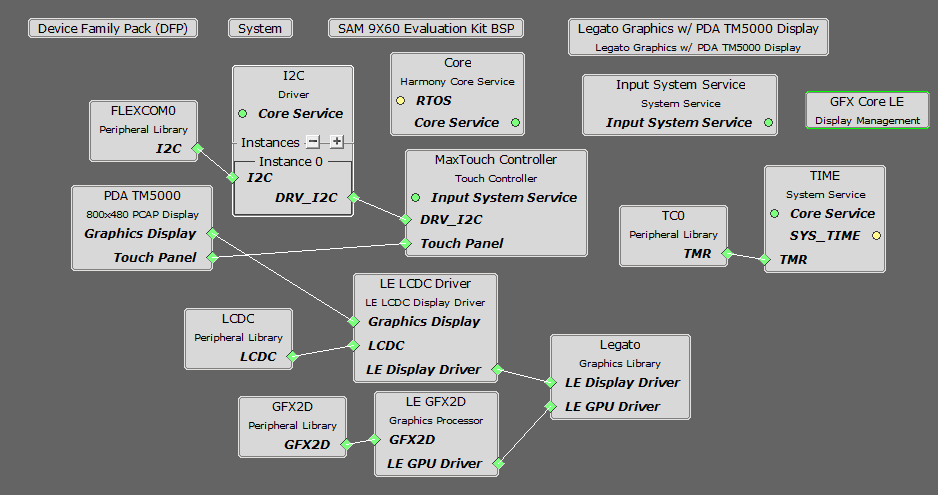 Device Family Pack (DFP)
System
SAM 9X60 Evaluation Kit BSP
Legato Graphics w/ PDA TM5000 Display
Legato Graphics w/ PDA TM5000 Display
I2C
Driver
Core Service
Instances
Instance 0
I2C
DRV_I2C
Core
Harmony Core Service
RTOS
Core Service
Input System Service
System Service
Input System Service
GFX Core LE
Display Management
FLEXCOM0
Peripheral Library
I2C
MaxTouch Controller
Touch Controller
Input System Service
DRV_I2C
Touch Panel
PDA TM5000
800x480 PCAP Display
Graphics Display
Touch Panel
TC0
Peripheral Library
TMR
TIME
System Service
Core Service
SYS_TIME
TMR
LE LCDC Driver
LE LCDC Display Driver
Graphics Display
LCDC
LE Display Driver
LCDC
Peripheral Library
LCDC
Legato
Graphics Library
LE Display Driver
LE GPU Driver
GFX2D
Peripheral Library
GFX2D
LE GFX2D
Graphics Processor
GFX2D
LE GPU Driver